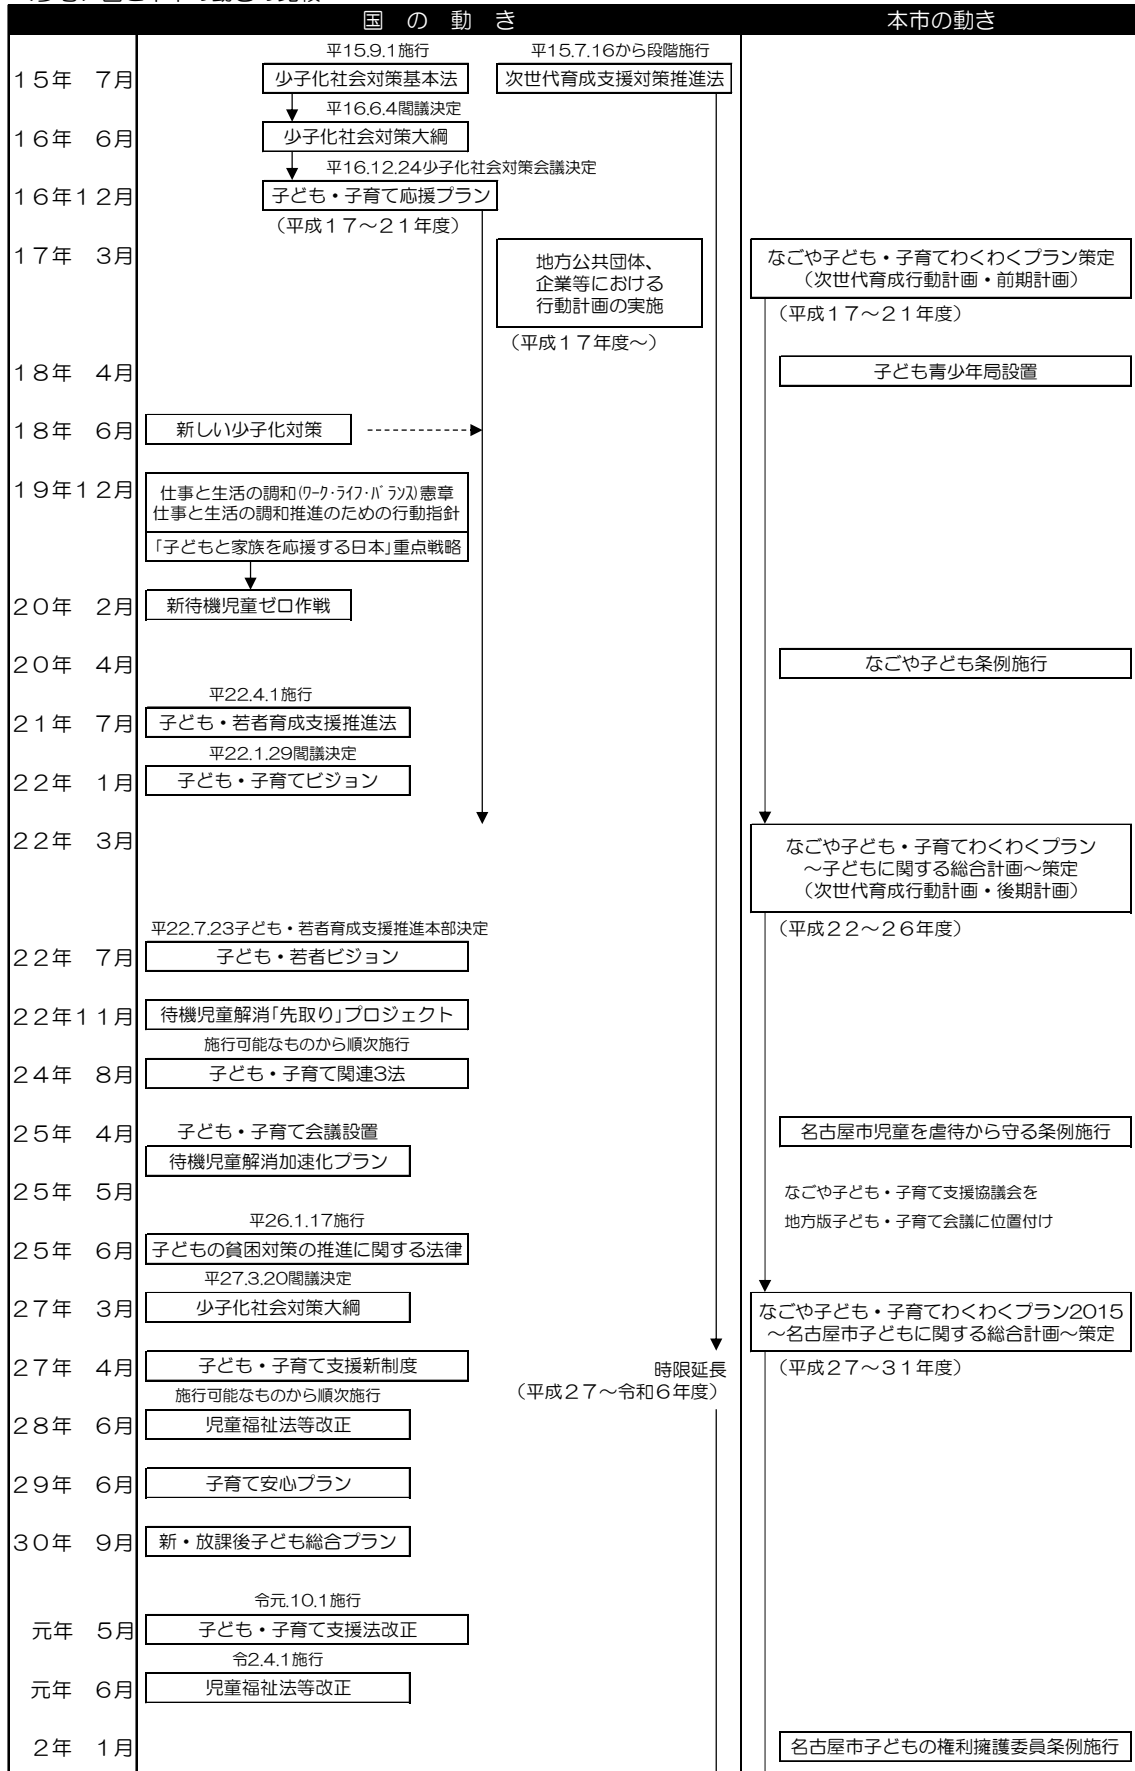 国 の 動 き 本市の動き
平15.9.1施行 平15.7.16から段階施行
15年 7月 少子化社会対策基本法 次世代育成支援対策推進法
平16.6.4閣議決定
16年 6月 少子化社会対策大綱
平16.12.24少子化社会対策会議決定
16年12月 子ども・子育て応援プラン
（平成17～21年度）
17年 3月 地方公共団体、
企業等における
行動計画の実施
（平成17年度～）
なごや子ども・子育てわくわくプラン策定
（次世代育成行動計画・前期計画）
（平成17～21年度）
18年 4月 子ども青少年局設置
18年 6月 新しい少子化対策
19年12月 仕事と生活の調和(ﾜｰｸ・ﾗｲﾌ・ﾊﾞﾗﾝｽ)憲章
仕事と生活の調和推進のための行動指針
「子どもと家族を応援する日本」重点戦略
20年 2月 新待機児童ゼロ作戦
20年 4月 なごや子ども条例施行
平22.4.1施行
21年 7月 子ども・若者育成支援推進法
平22.1.29閣議決定
22年 1月 子ども・子育てビジョン
22年 3月 なごや子ども・子育てわくわくプラン
～子どもに関する総合計画～策定
（次世代育成行動計画・後期計画）
（平成22～26年度）
平22.7.23子ども・若者育成支援推進本部決定
22年 7月 子ども・若者ビジョン
22年11月 待機児童解消「先取り」プロジェクト
施行可能なものから順次施行
24年 8月 子ども・子育て関連3法
25年 4月 子ども・子育て会議設置 名古屋市児童を虐待から守る条例施行
待機児童解消加速化プラン
25年 5月 なごや子ども・子育て支援協議会を
地方版子ども・子育て会議に位置付け
平26.1.17施行
25年 6月 子どもの貧困対策の推進に関する法律
平27.3.20閣議決定
27年 3月 少子化社会対策大綱 なごや子ども・子育てわくわくプラン2015
～名古屋市子どもに関する総合計画～策定
27年 4月 子ども・子育て支援新制度 時限延長 （平成27～31年度）
施行可能なものから順次施行 （平成27～令和6年度）
28年 6月 児童福祉法等改正
29年 6月 子育て安心プラン
30年 9月 新・放課後子ども総合プラン
令元.10.1施行
元年 5月 子ども・子育て支援法改正
令2.4.1施行
元年 6月 児童福祉法等改正
2年 1月 名古屋市子どもの権利擁護委員条例施行